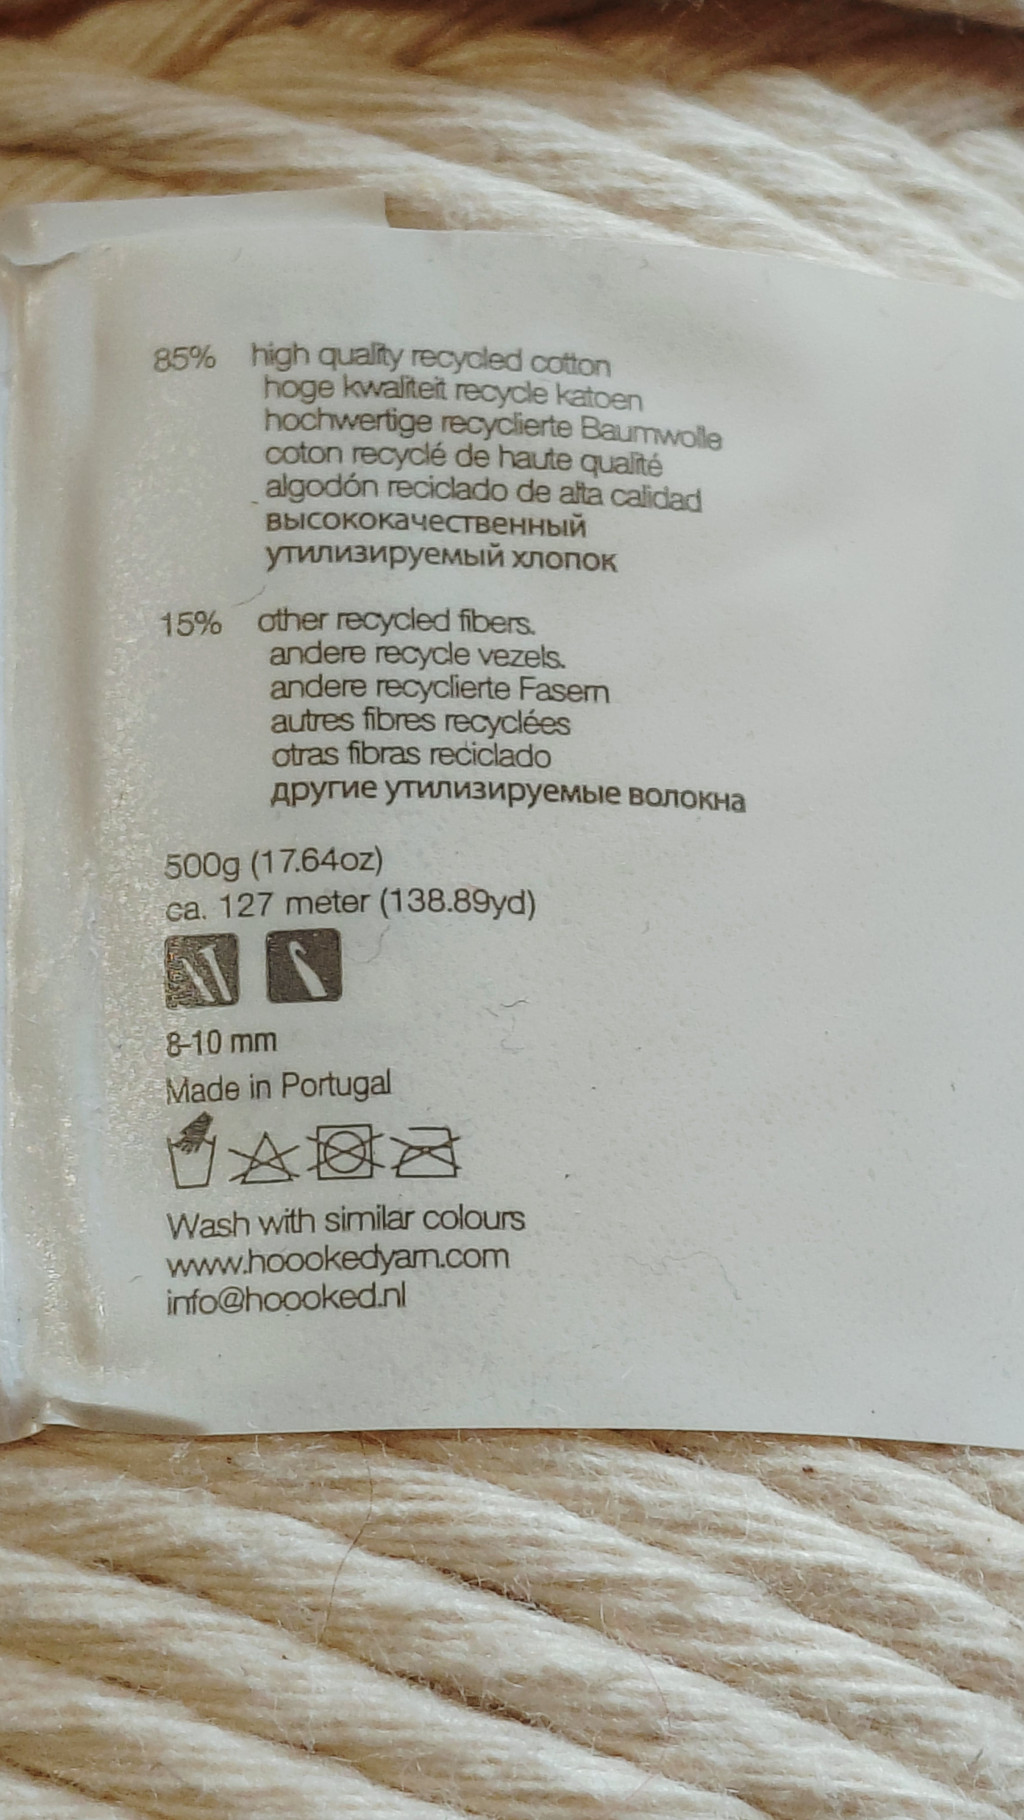 85% high quality recycled cotton
hoge kwaliteit recycle katoen
hochwertige recyclierte Baumwolle
coton recyclé de haute qualité
algodón reciclado de alta calidad
высококачественный
утилизируемый хлопок
15% other recycled fibers.
andere recycle vezels.
andere recyclierte Fasern
autres fibres recyclées
otras fibras reciclado
другие утилизируемые волокна
500g (17.64oz)
ca. 127 meter (138.89yd)
8-10 mm
Made in Portugal
Wash with similar colours
www.hoookedyarn.com
info@hoooked.nl